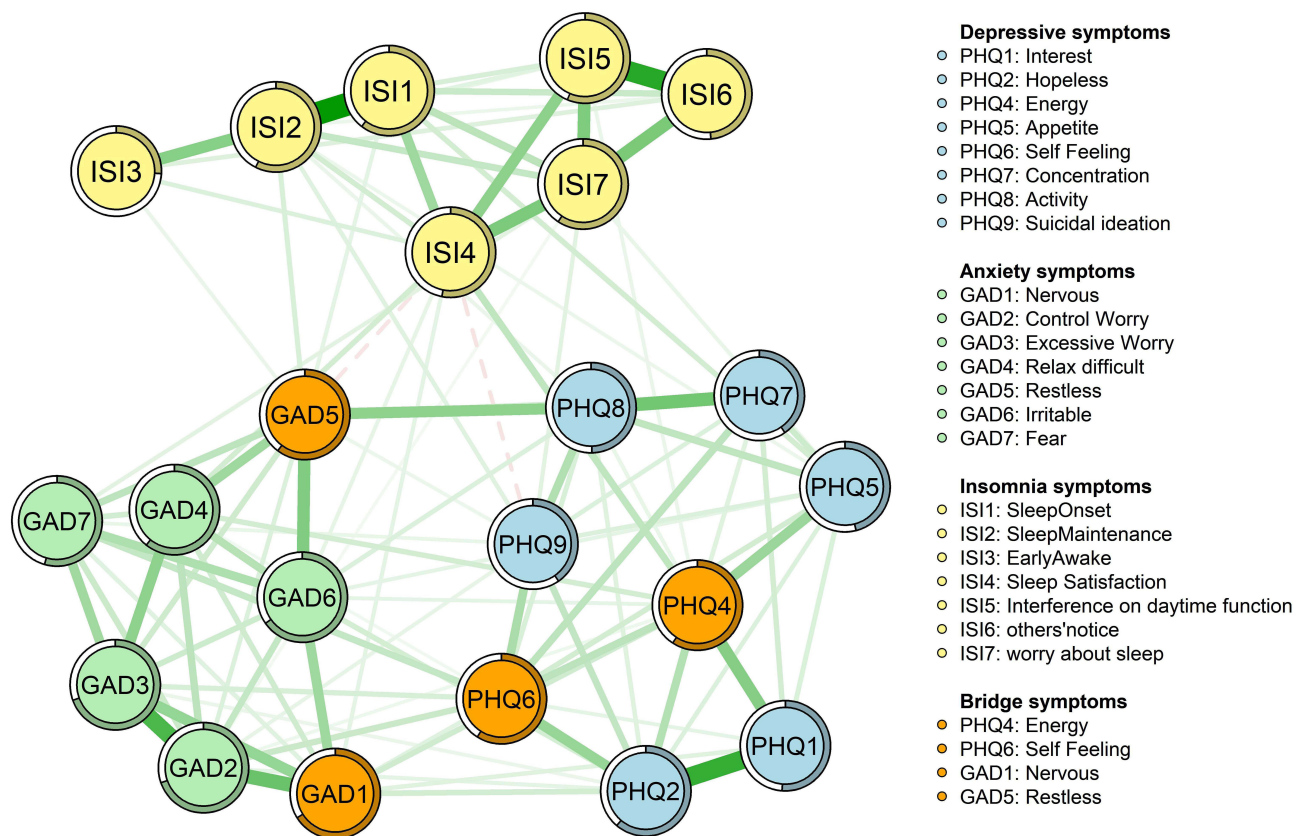 ISI5
ISI1
ISI6
ISI2
ISI3
ISI7
ISI4
GAD5
PHQ8
PHQ7
PHQ5
GAD7
GAD4
PHQ9
GAD6
PHQ4
GAD3
PHQ6
PHQ1
GAD2
GAD1
PHQ2
Depressive symptoms
PHQ1: Interest
PHQ2: Hopeless
PHQ4: Energy
PHQ5: Appetite
PHQ6: Self Feeling
PHQ7: Concentration
PHQ8: Activity
PHQ9: Suicidal ideation
Anxiety symptoms
GAD1: Nervous
GAD2: Control Worry
GAD3: Excessive Worry
GAD4: Relax difficult
GAD5: Restless
GAD6: Irritable
GAD7: Fear
Insomnia symptoms
ISI1: SleepOnset
ISI2: SleepMaintenance
ISI3: EarlyAwake
ISI4: Sleep Satisfaction
ISI5: Interference on daytime function
ISI6: others'notice
ISI7: worry about sleep
Bridge symptoms
PHQ4: Energy
PHQ6: Self Feeling
GAD1: Nervous
GAD5: Restless